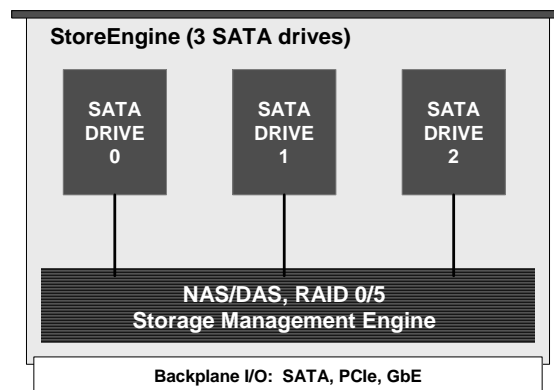 StoreEngine (3 SATA drives)
SATA
DRIVE
0
SATA
DRIVE
1
SATA
DRIVE
2
NAS/DAS, RAID 0/5
Storage Management Engine
Backplane I/O: SATA, PCIe, GbE